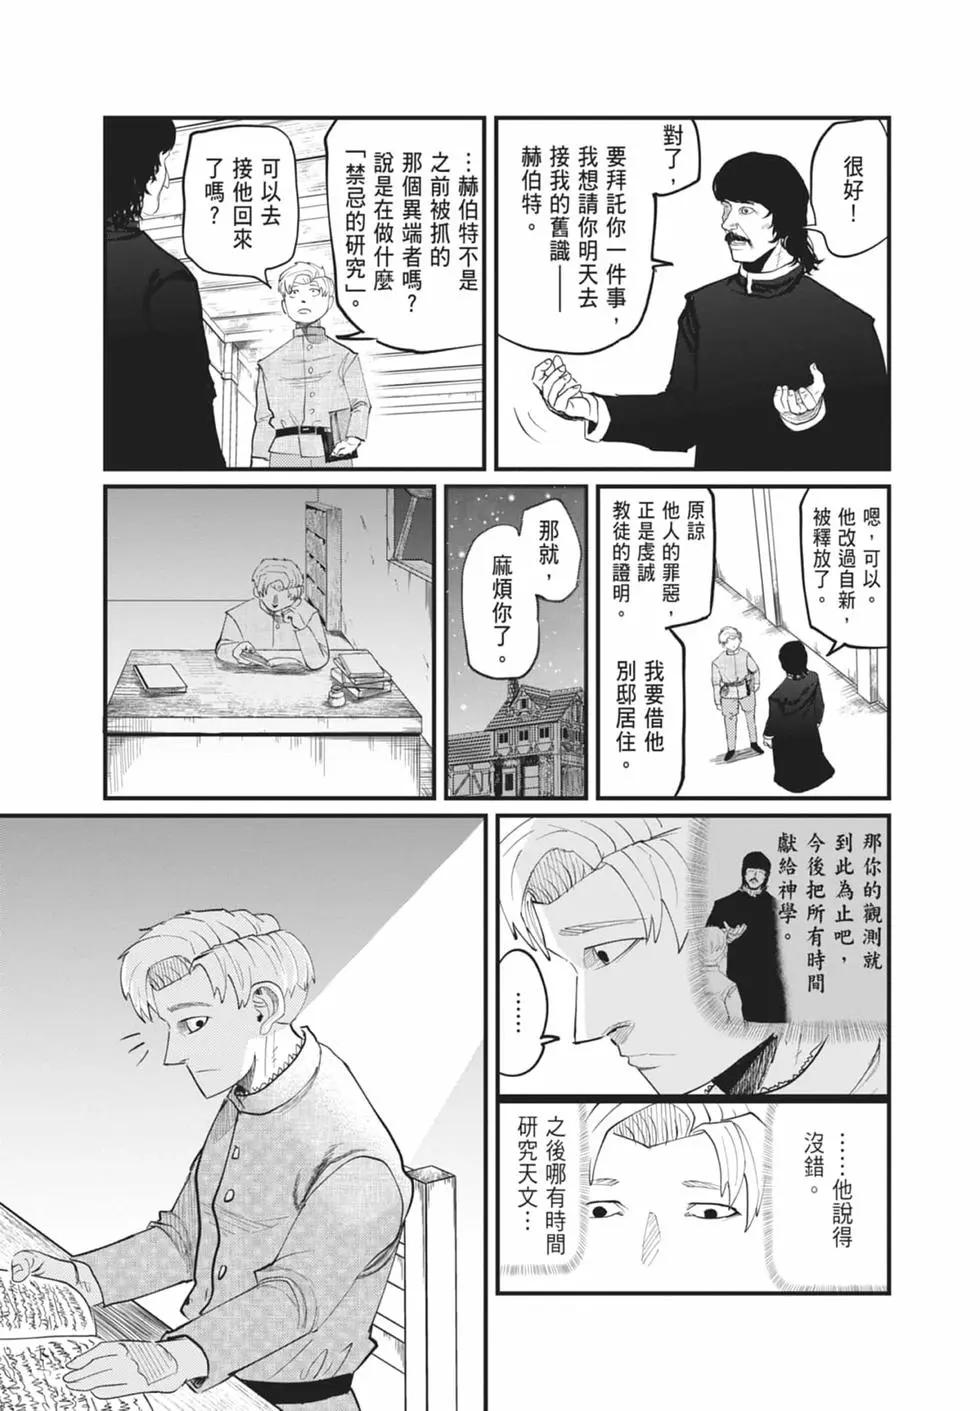 很好！
對了，
要拜託你一件事，
我想請你明天去
接我的舊識——
赫伯特。
…赫伯特不是
之前被抓的
那個異端者嗎？
說是在做什麼
「禁忌的研究」。
可以去
接他回來
了嗎？
嗯，可以。
他改過自新，
被釋放了。
原諒
他人的罪惡，
正是虔誠
教徒的證明。
我要借他
別邸居住。
那就，
麻煩你了。
那你的觀測就
到此為止吧，
今後把所有時間
獻給神學。
……
……他說得
沒錯。
之後哪有時間
研究天文…